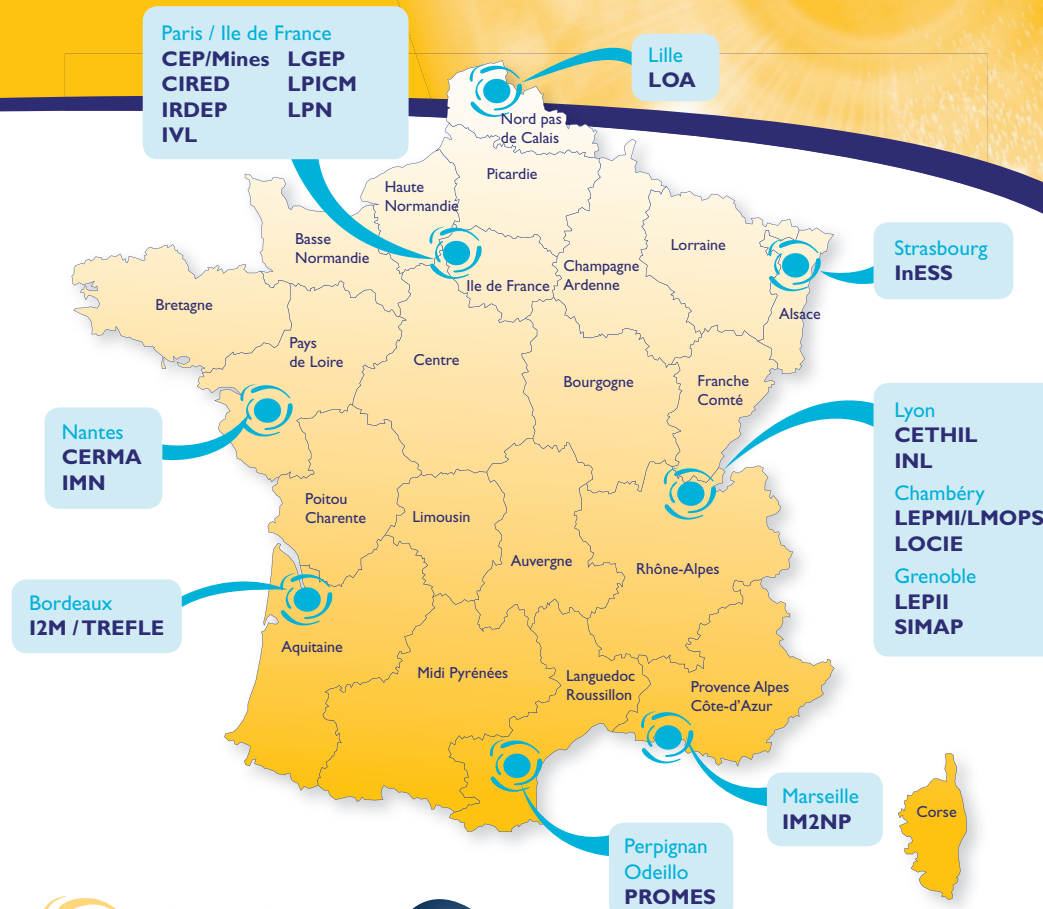 Paris / Ile de France
CEP/Mines LGEP
CIRED LPICM
IRDEP LPN
IVL
Lille
LOA
Nord pas
de Calais
Picardie
Haute
Normandie
Basse
Normandie
Ile de France
Champagne
Ardenne
Lorraine
Strasbourg
InESS
Alsace
Bretagne
Pays
de Loire
Centre
Bourgogne
Franche
Comté
Nantes
CERMA
IMN
Lyon
CETHIL
INL
Chambéry
LEPMI/LMOPS
LOCIE
Grenoble
LEPII
SIMAP
Poitou
Charente
Limousin
Auvergne
Rhône-Alpes
Bordeaux
I2M / TREFLE
Aquitaine
Midi Pyrénées
Languedoc
Roussillon
Provence Alpes
Côte-d'Azur
Marseille
IM2NP
Corse
Perpignan
Odeillo
PROMES